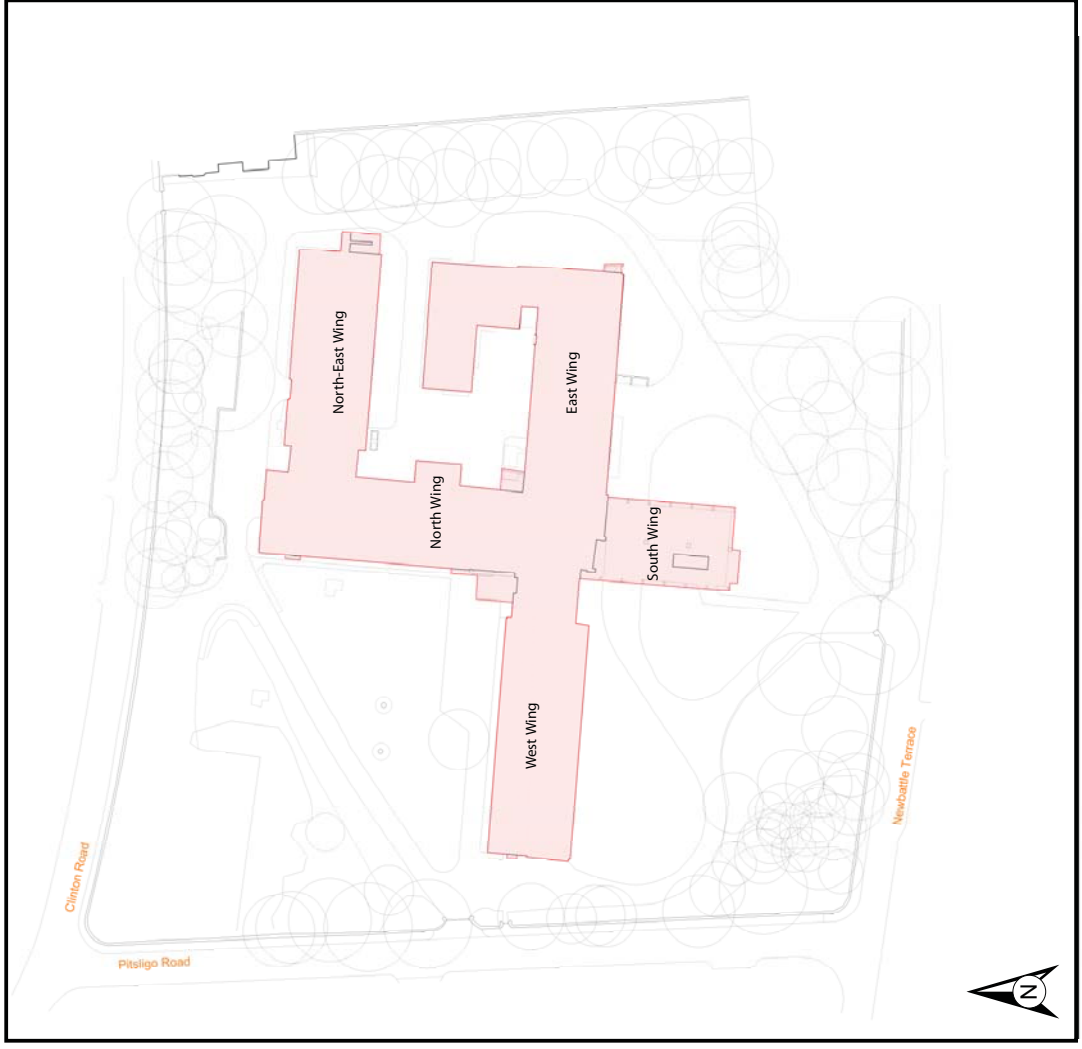 North-East Wing
East Wing
North Wing
South Wing
West Wing
Clinton Road
Pitsligo Road
Newbattle Terrace
N